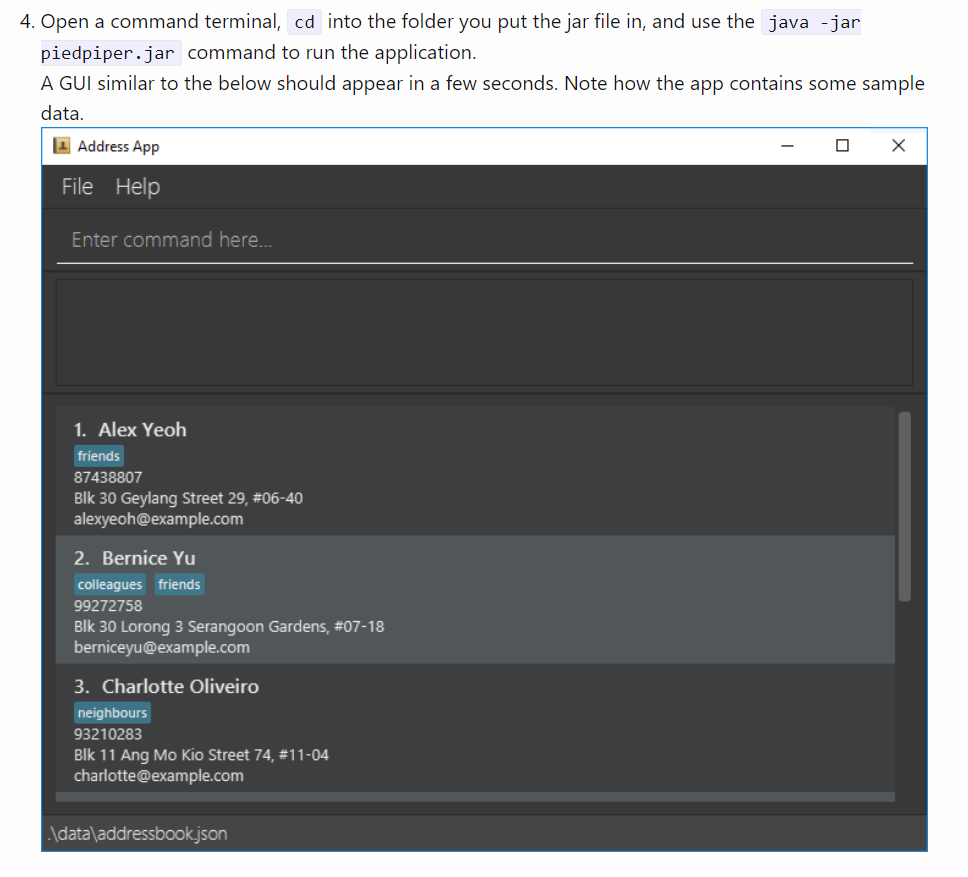 4. Open a command terminal, cd into the folder you put the jar file in, and use the java -jar
piedpiper.jar command to run the application.
A GUI similar to the below should appear in a few seconds. Note how the app contains some sample
data.
Address App
File Help
Enter command here...
1. Alex Yeoh
friends
87438807
Blk 30 Geylang Street 29, #06-40
alexyeoh@example.com
2. Bernice Yu
colleagues friends
99272758
Blk 30 Lorong 3 Serangoon Gardens, #07-18
berniceyu@example.com
3. Charlotte Oliveiro
neighbours
93210283
Blk 11 Ang Mo Kio Street 74, #11-04
charlotte@example.com
.\data\addressbook.json